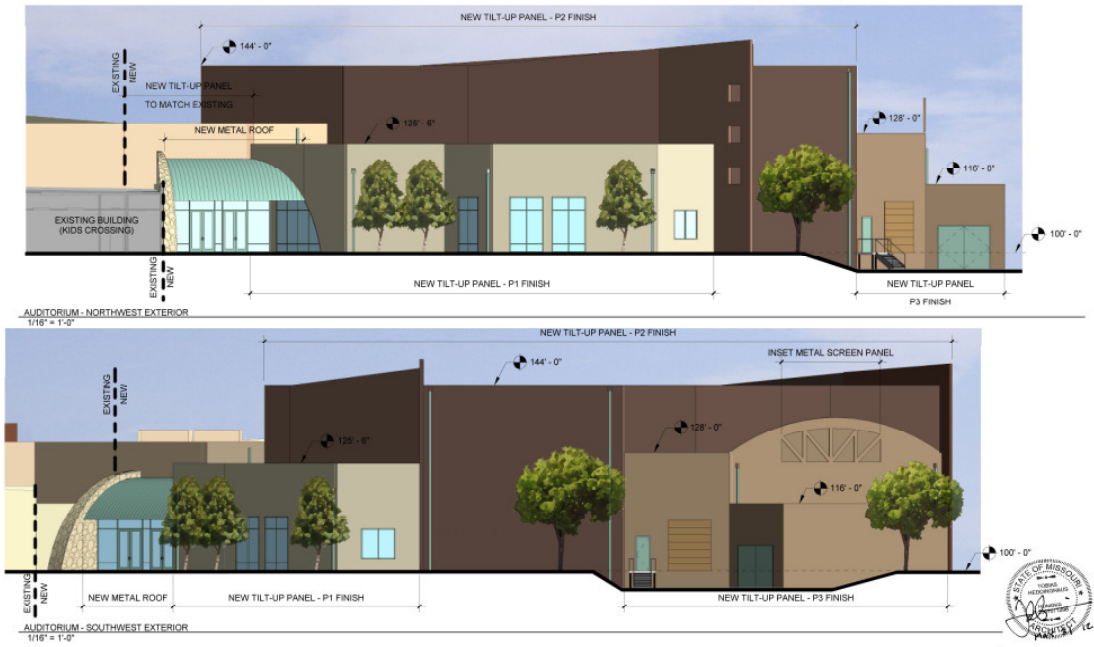 NEW TILT-UP PANEL - P2 FINISH
144' - 0"
EXISTING
NEW
NEW TILT-UP PANEL
TO MATCH EXISTING
NEW METAL ROOF
126' - 6"
128' - 0"
116' - 0"
EXISTING BUILDING
(KIDS CROSSING)
100' - 0"
EXISTING
NEW
NEW TILT-UP PANEL - P1 FINISH
NEW TILT-UP PANEL
P3 FINISH
AUDITORIUM - NORTHWEST EXTERIOR
1/16" = 1'-0"
NEW TILT-UP PANEL - P2 FINISH
INSET METAL SCREEN PANEL
144' - 0"
EXISTING
NEW
125' - 6"
128' - 0"
116' - 0"
100' - 0"
EXISTING
NEW
NEW METAL ROOF
NEW TILT-UP PANEL - P1 FINISH
NEW TILT-UP PANEL - P3 FINISH
AUDITORIUM - SOUTHWEST EXTERIOR
1/16" = 1'-0"
STATE OF MISSOURI
TOBIAS
HEDDINGHAUS
ARCHITECT